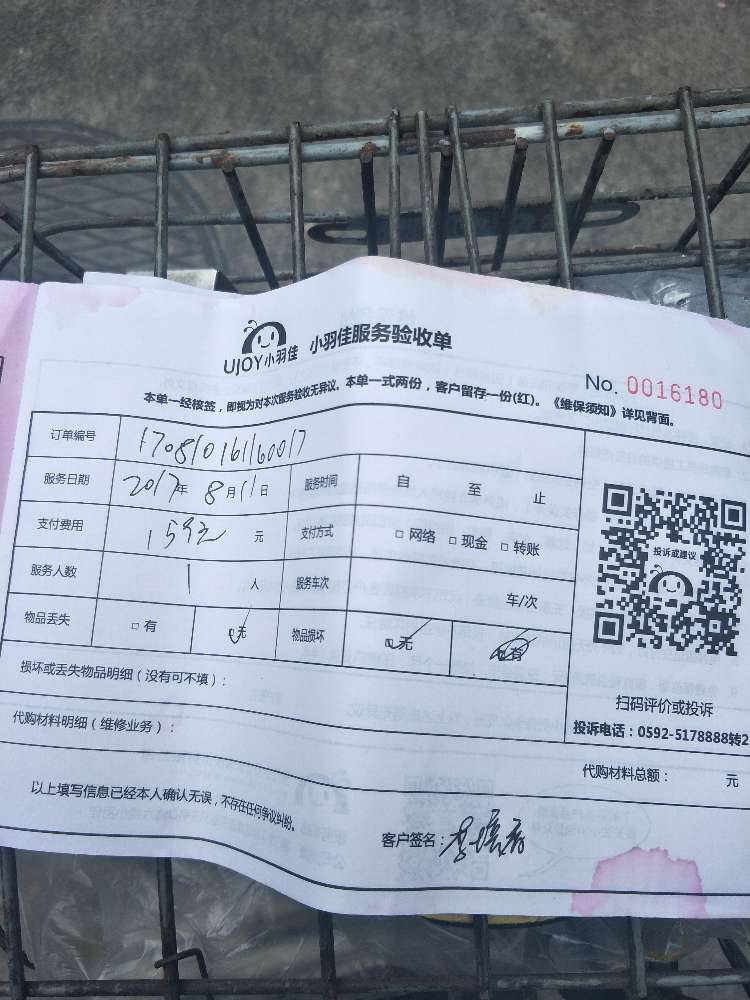 UJOY小羽佳 小羽佳服务验收单
No. 0016180
本单一经核签，即视为对本次服务验收无异议。本单一式两份，客户留存一份(红)。《维保须知》详见背面。
订单编号 170810161160017
服务日期 2017年 8月11日 服务时间 自 至 止
支付费用 元 支付方式 □ 网络 □ 现金 □ 转账
服务人数 1 人 服务车次 车/次
物品丢失 □ 有 □ 无 物品损坏 □ 无 □ 有
损坏或丢失物品明细（没有可不填）：
代购材料明细（维修业务）：
投诉或建议
扫码评价或投诉
投诉电话：0592-5178888转2
代购材料总额： 元
以上填写信息已经本人确认无误，不存在任何争议纠纷。
客户签名：